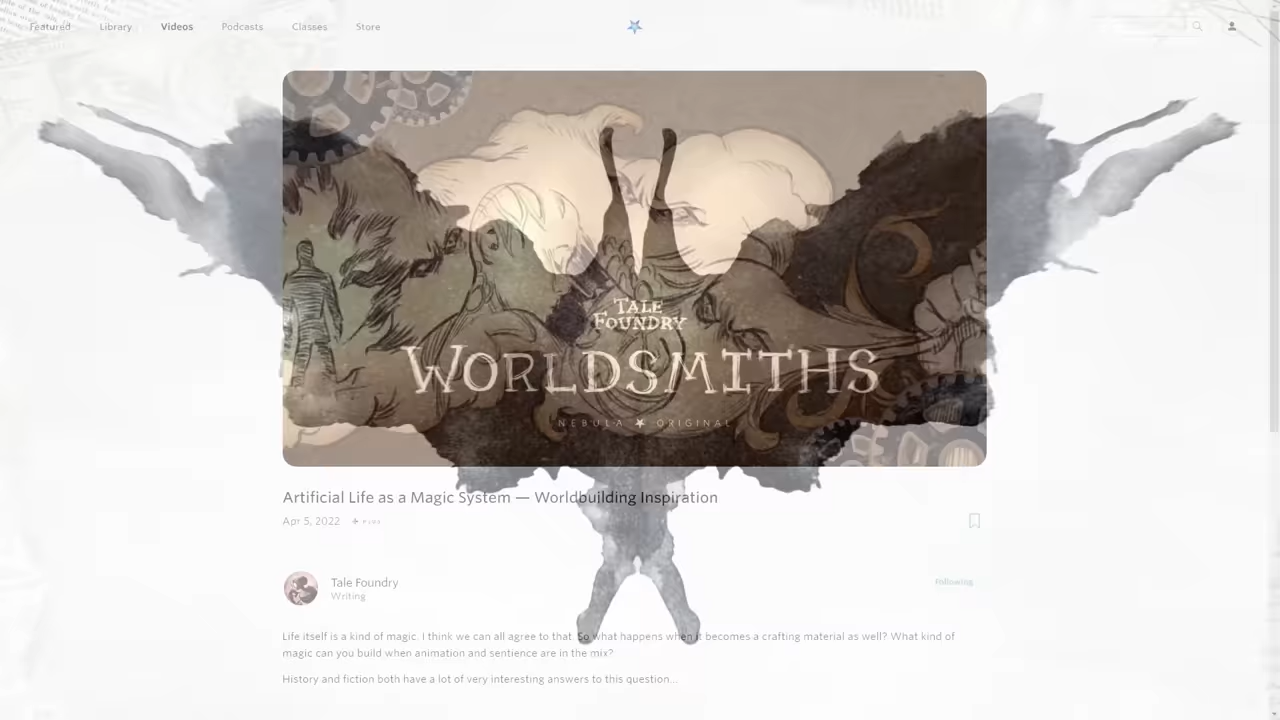 Featured Library Videos Podcasts Classes Store
TALE
FOUNDRY
WORLDSMITHS
NEBULA ORIGINAL
Artificial Life as a Magic System — Worldbuilding Inspiration
Apr 5, 2022 PLUS
Tale Foundry
Following
Writing
Life itself is a kind of magic. I think we can all agree to that. So what happens when it becomes a crafting material as well? What kind of
magic can you build when animation and sentience are in the mix?
History and fiction both have a lot of very interesting answers to this question...